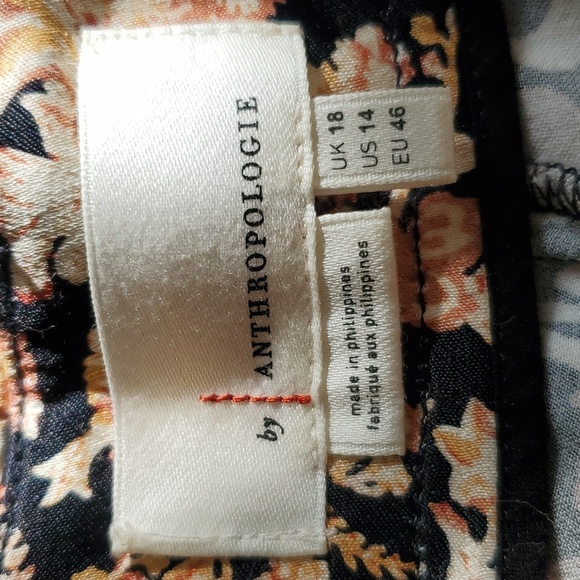 by ANTHROPOLOGIE
UK 18
US 14
EU 46
made in philippines
fabriqué aux philippines